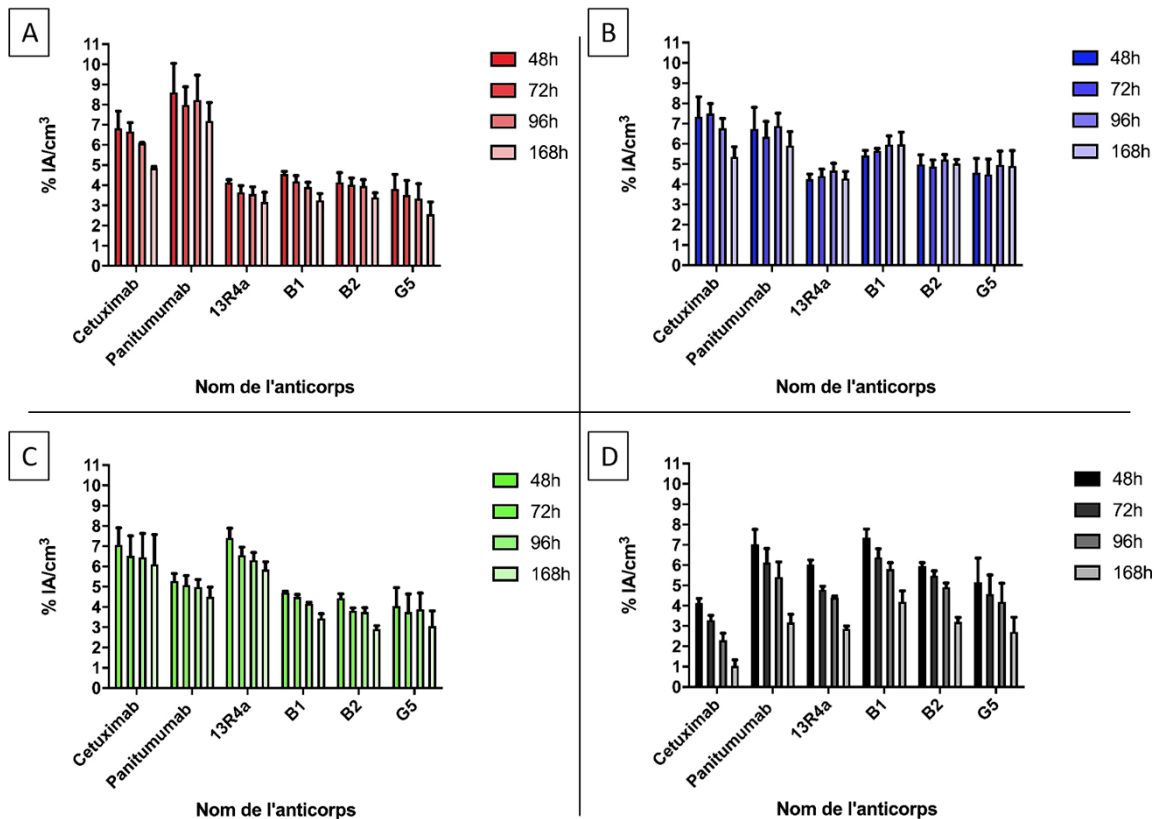 A
11
10
9
8
7
6
5
4
3
2
1
0
% IA/cm³
48h
72h
96h
168h
Cetuximab
Panitumumab
13R4a
B1
B2
G5
Nom de l'anticorps
B
11
10
9
8
7
6
5
4
3
2
1
0
% IA/cm³
48h
72h
96h
168h
Cetuximab
Panitumumab
13R4a
B1
B2
G5
Nom de l'anticorps
C
11
10
9
8
7
6
5
4
3
2
1
0
% IA/cm³
48h
72h
96h
168h
Cetuximab
Panitumumab
13R4a
B1
B2
G5
Nom de l'anticorps
D
11
10
9
8
7
6
5
4
3
2
1
0
% IA/cm³
48h
72h
96h
168h
Cetuximab
Panitumumab
13R4a
B1
B2
G5
Nom de l'anticorps